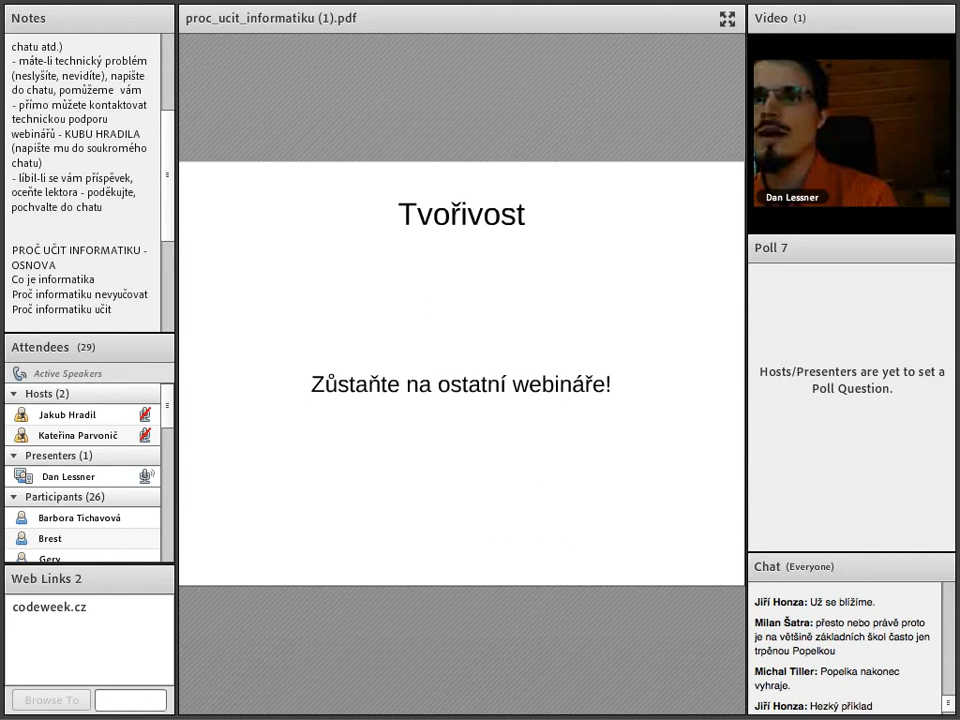 Notes
chatu atd.)
- máte-li technický problém
(neslyšíte, nevidíte), napište
do chatu, pomůžeme vám
- přímo můžete kontaktovat
technickou podporu
webinářů - KUBU HRADILA
(napište mu do soukromého
chatu)
- líbil-li se vám příspěvek,
oceňte lektora - poděkujte,
pochvalte do chatu
PROČ UČIT INFORMATIKU -
OSNOVA
Co je informatika
Proč informatiku nevyučovat
Proč informatiku učit
Attendees (29)
Active Speakers
Hosts (2)
Jakub Hradil
Kateřina Parvonič
Presenters (1)
Dan Lessner
Participants (26)
Barbora Tichavová
Brest
Gery
Web Links 2
codeweek.cz
Browse To
proc_ucit_informatiku (1).pdf
Tvořivost
Zůstaňte na ostatní webináře!
Video (1)
Dan Lessner
Poll 7
Hosts/Presenters are yet to set a
Poll Question.
Chat (Everyone)
Jiří Honza: Už se blížíme.
Milan Šatra: přesto nebo právě proto
je na většině základních škol často jen
trpěnou Popelkou
Michal Tiller: Popelka nakonec
vyhraje.
Jiří Honza: Hezký příklad